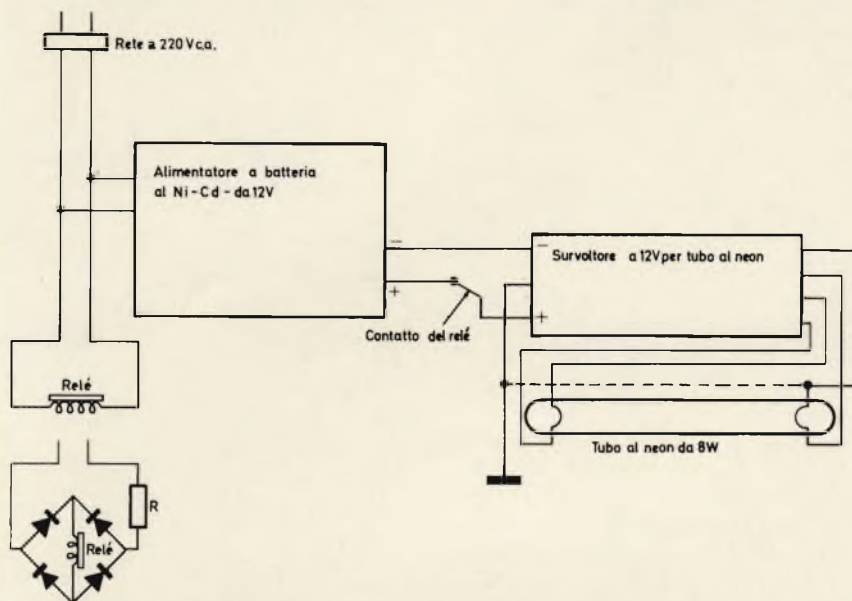 Rete a 220 V c.a.
Alimentatore a batteria
al Ni-Cd-da 12V
−
−
Survoltore a 12V per tubo al neon
+
+
Contatto del relé
Relé
Tubo al neon da 8W
R
Relé